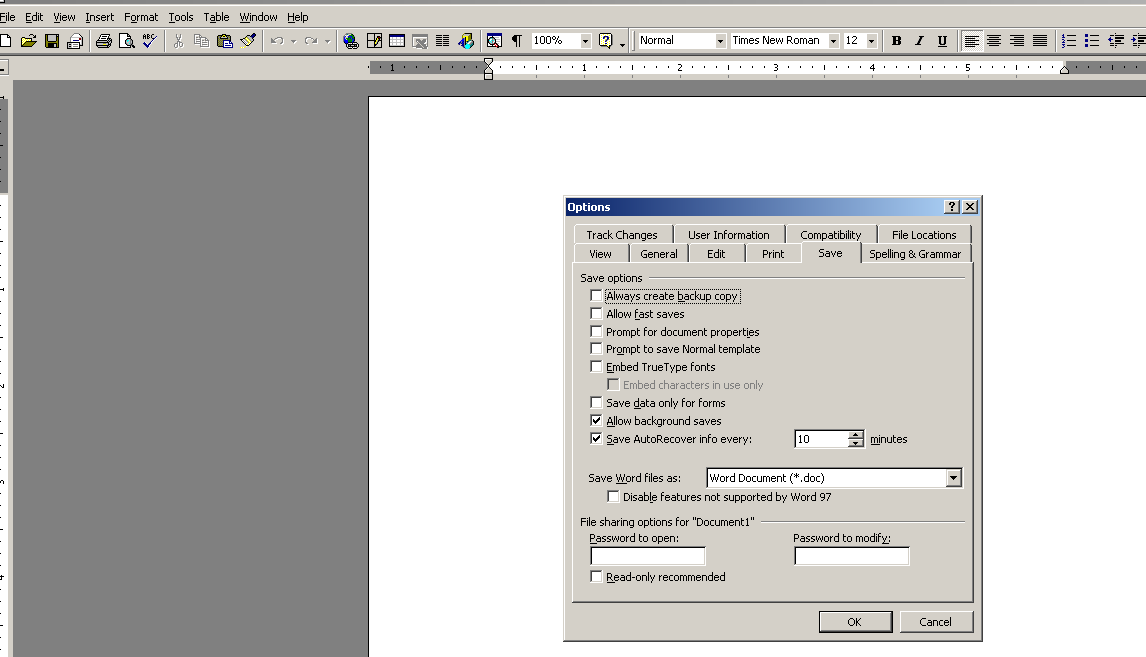 File Edit View Insert Format Tools Table Window Help
ABC 100% Normal Times New Roman 12 B I U
1 1 2 3 4 5
Options
Track Changes User Information Compatibility File Locations
View General Edit Print Save Spelling & Grammar
Save options
Always create backup copy
Allow fast saves
Prompt for document properties
Prompt to save Normal template
Embed TrueType fonts
Embed characters in use only
Save data only for forms
Allow background saves
Save AutoRecover info every: 10 minutes
Save Word files as: Word Document (*.doc)
Disable features not supported by Word 97
File sharing options for "Document1"
Password to open: Password to modify:
Read-only recommended
OK Cancel